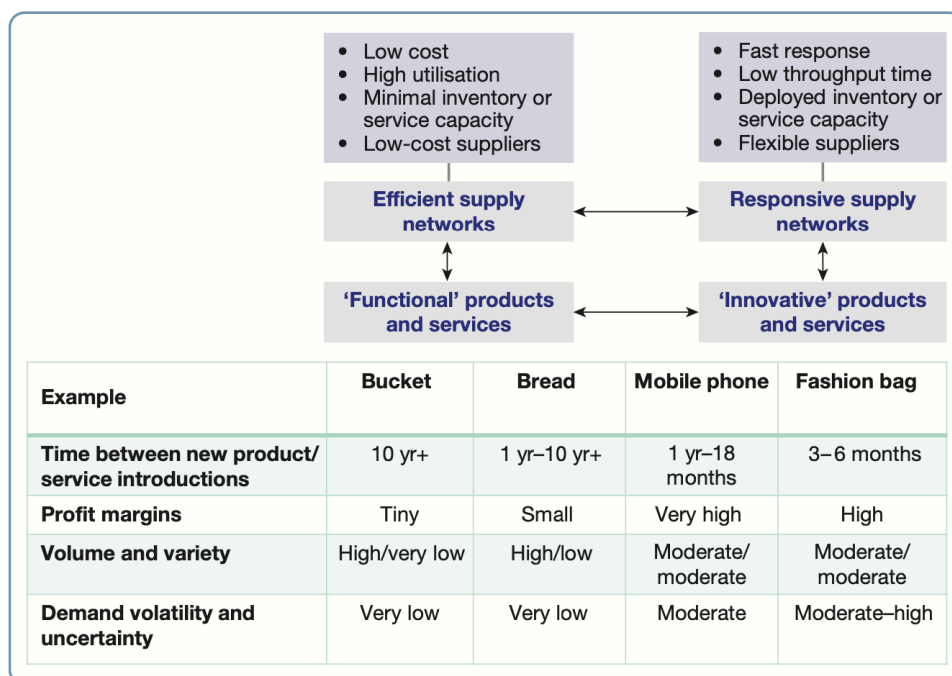 • Low cost
• High utilisation
• Minimal inventory or
service capacity
• Low-cost suppliers
• Fast response
• Low throughput time
• Deployed inventory or
service capacity
• Flexible suppliers
Efficient supply
networks
Responsive supply
networks
‘Functional’ products
and services
‘Innovative’ products
and services
Example
Bucket
Bread
Mobile phone
Fashion bag
Time between new product/
service introductions
10 yr+
1 yr–10 yr+
1 yr–18
months
3–6 months
Profit margins
Tiny
Small
Very high
High
Volume and variety
High/very low
High/low
Moderate/
moderate
Moderate/
moderate
Demand volatility and
uncertainty
Very low
Very low
Moderate
Moderate–high